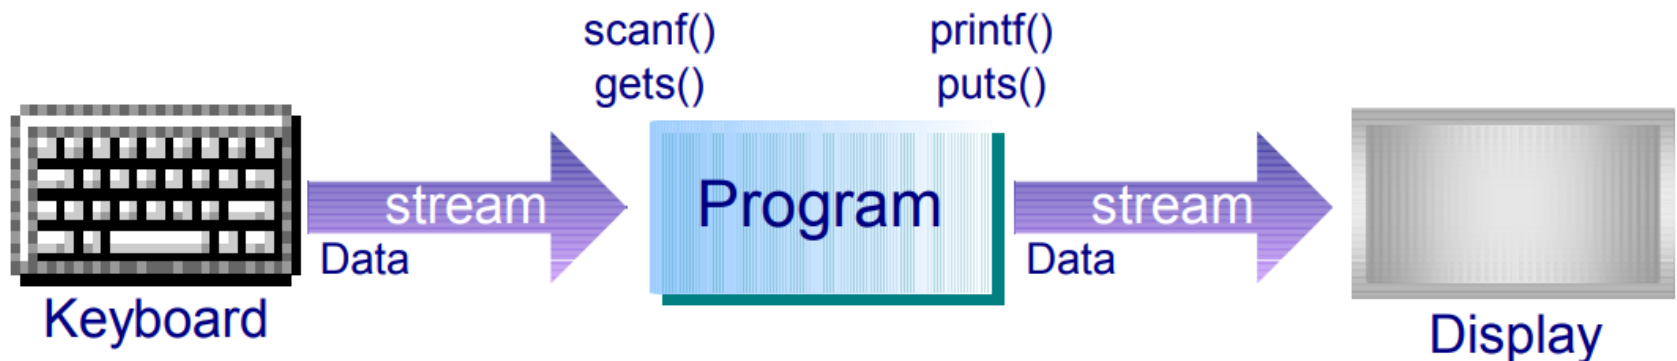 scanf()
gets()
printf()
puts()
Keyboard
stream
Data
Program
stream
Data
Display